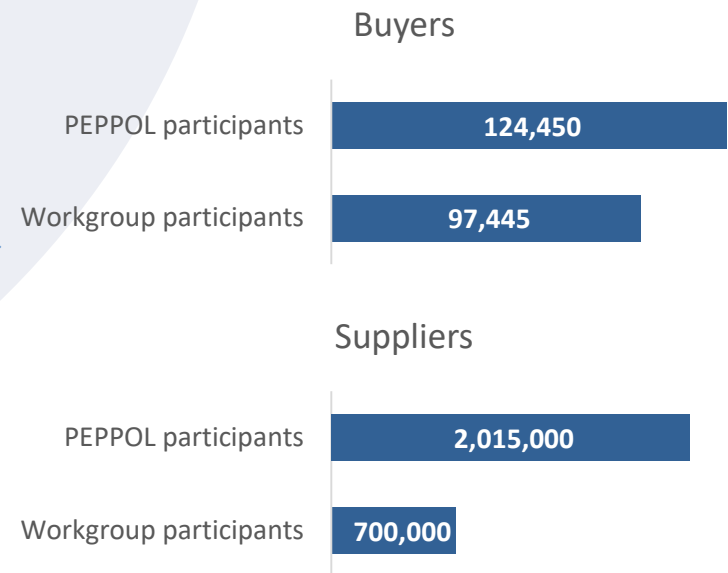 Buyers
PEPPOL participants 124,450
Workgroup participants 97,445
Suppliers
PEPPOL participants 2,015,000
Workgroup participants 700,000